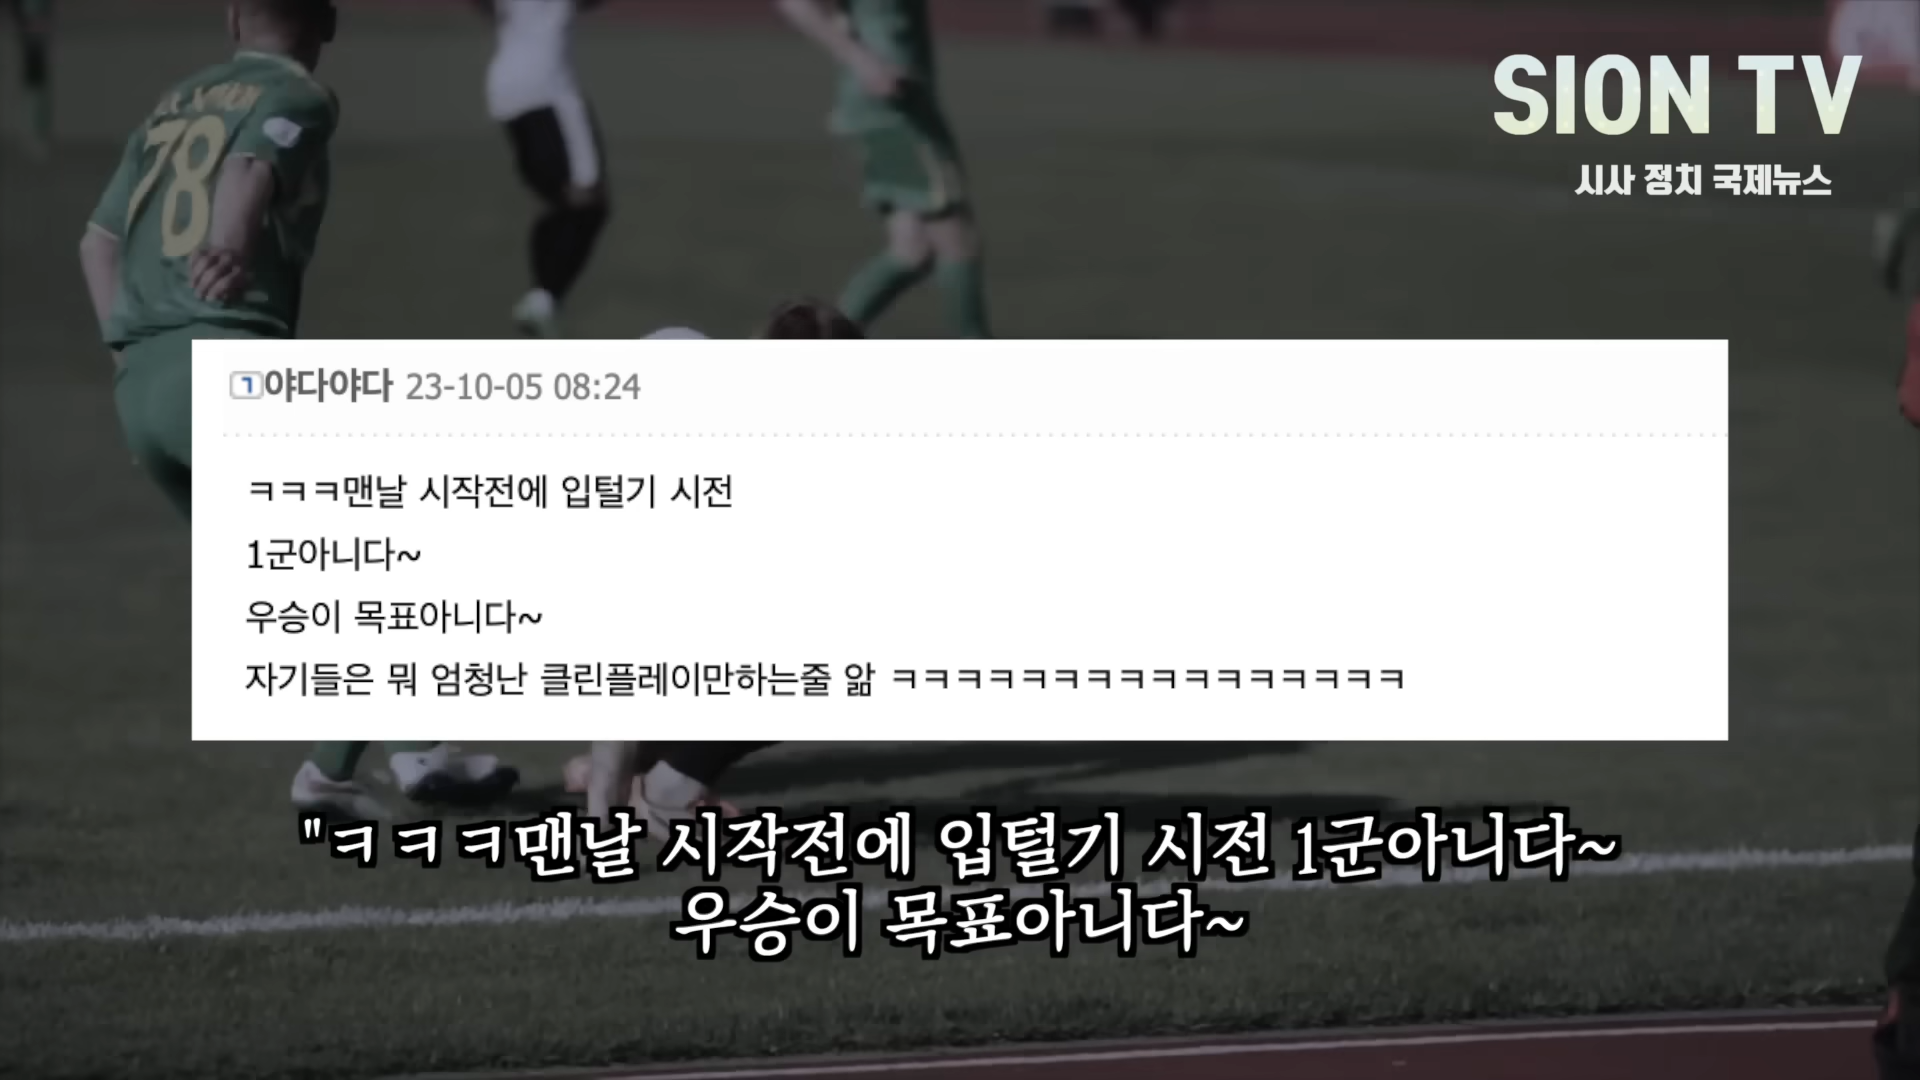 SION TV
시사 정치 국제뉴스
78
야다야다 23-10-05 08:24
ㅋㅋㅋ맨날 시작전에 입털기 시전
1군아니다~
우승이 목표아니다~
자기들은 뭐 엄청난 클린플레이만하는줄 앎 ㅋㅋㅋㅋㅋㅋㅋㅋㅋㅋㅋㅋㅋㅋㅋㅋ
"ㅋㅋㅋ맨날 시작전에 입털기 시전 1군아니다~
우승이 목표아니다~